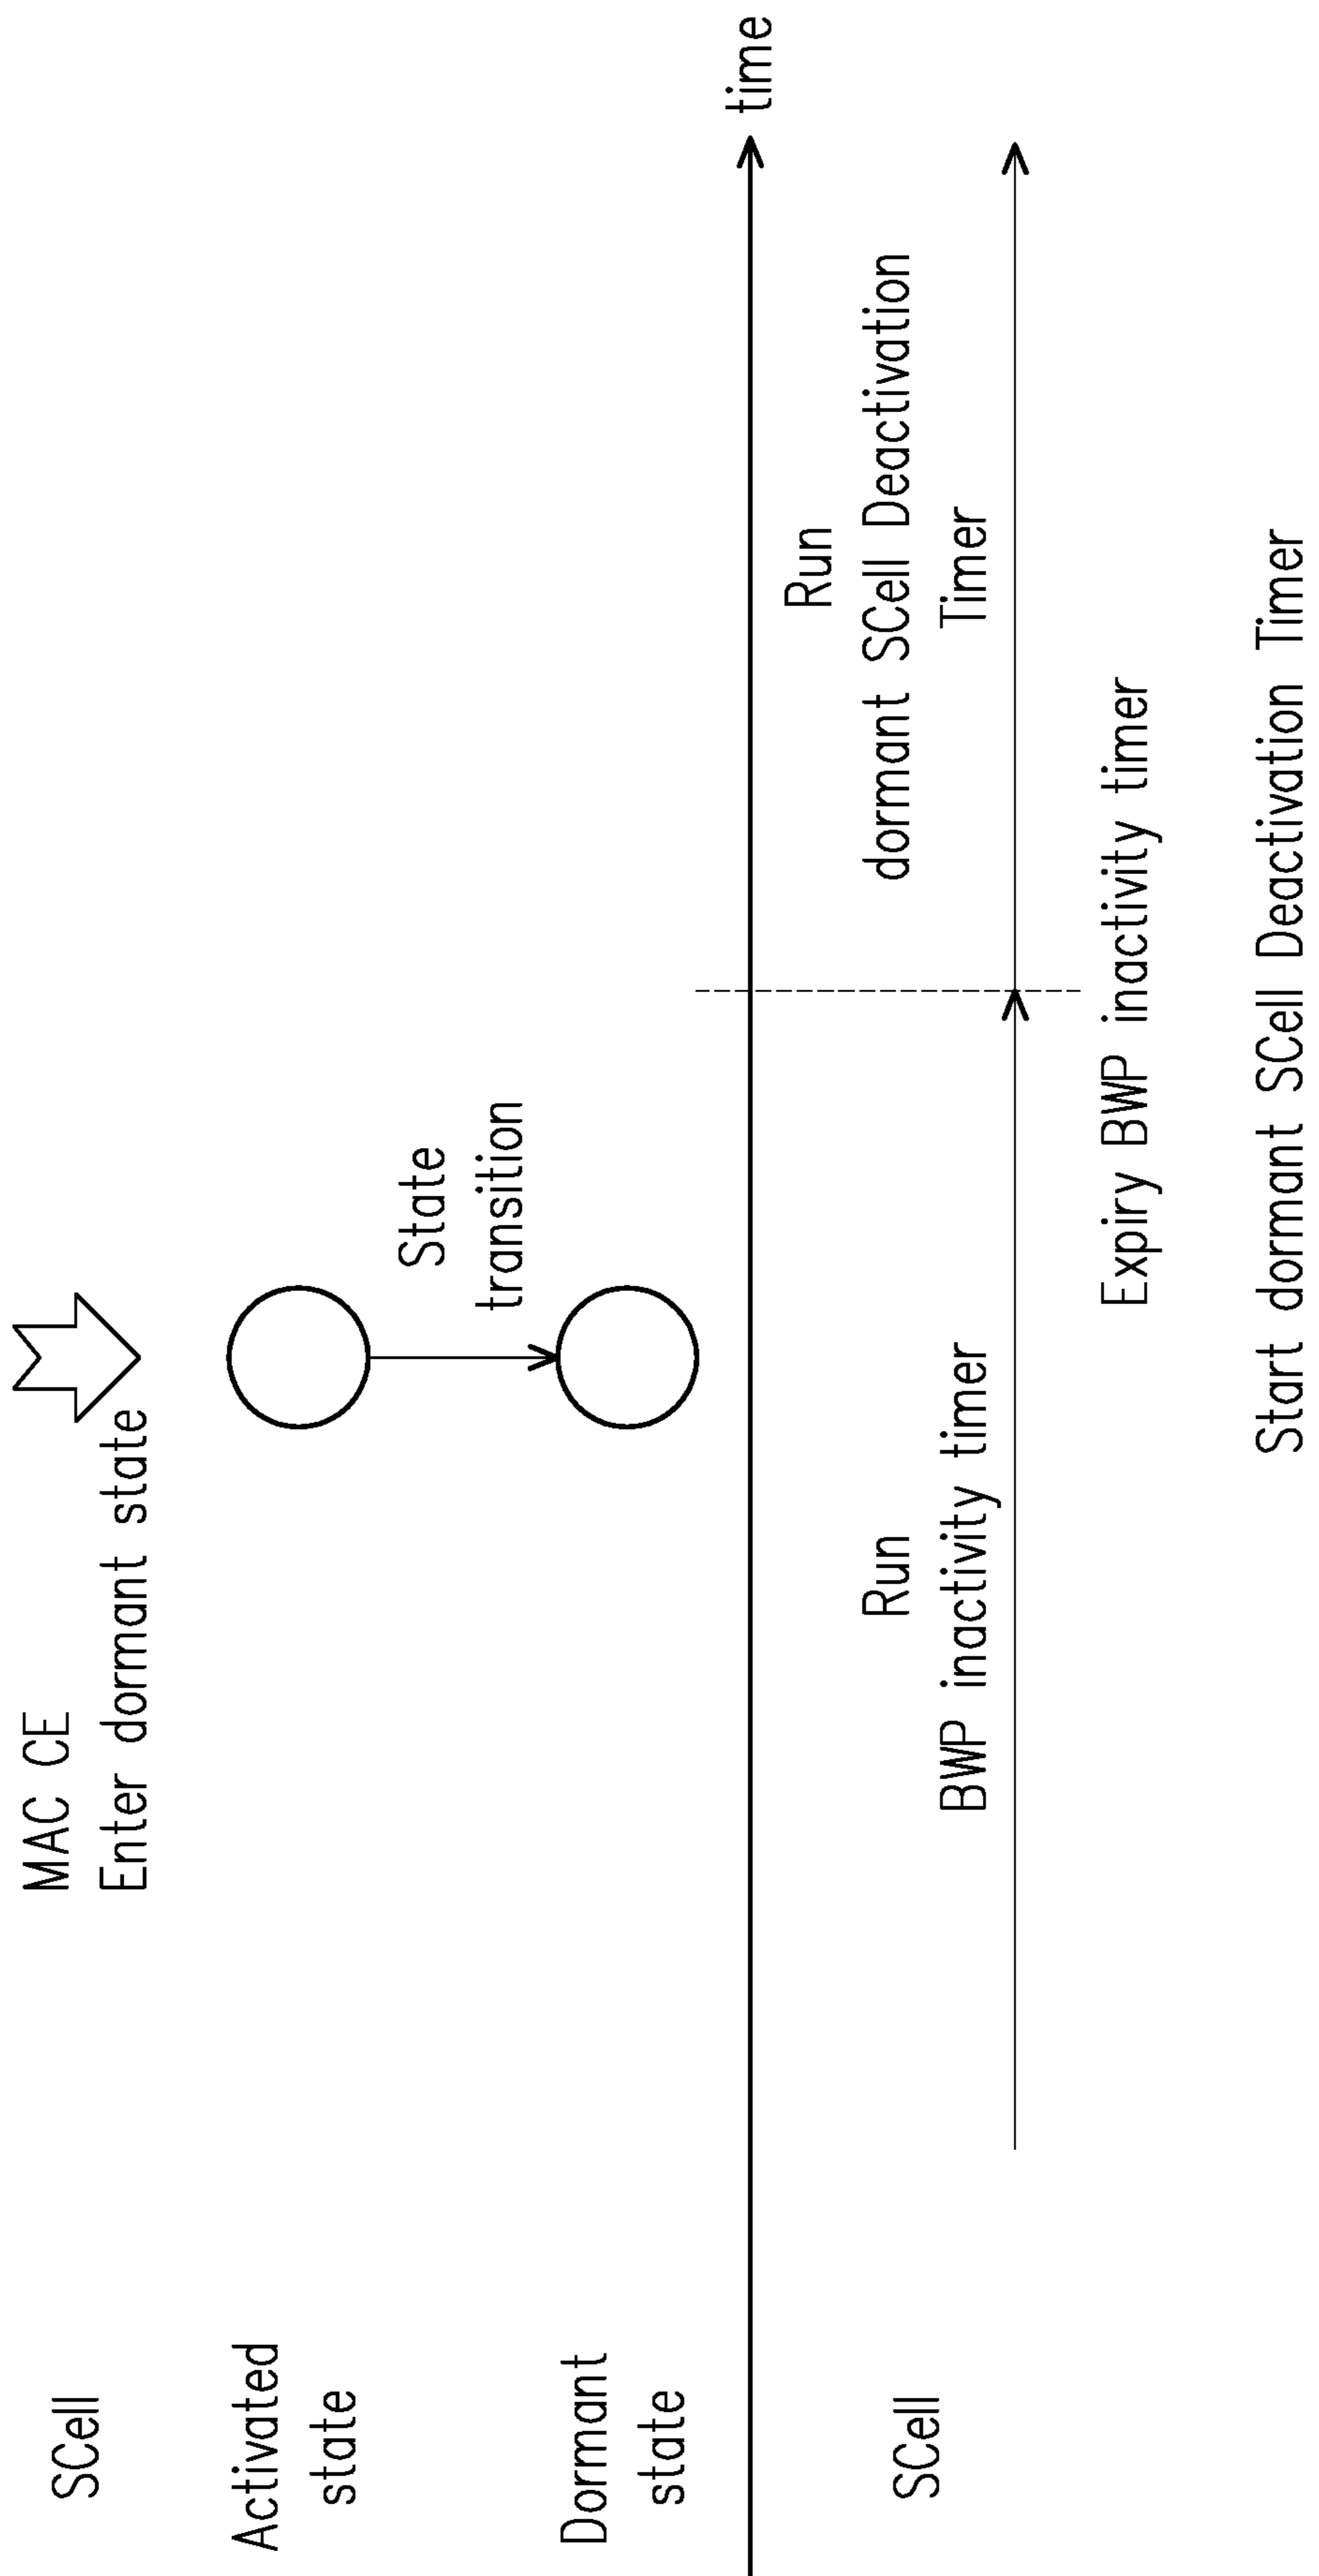 SCell
MAC CE
Enter dormant state
Activated
state
State
transition
Dormant
state
time
SCell
Run
BWP inactivity timer
Run
dormant SCell Deactivation
Timer
Expiry BWP inactivity timer
Start dormant SCell Deactivation Timer